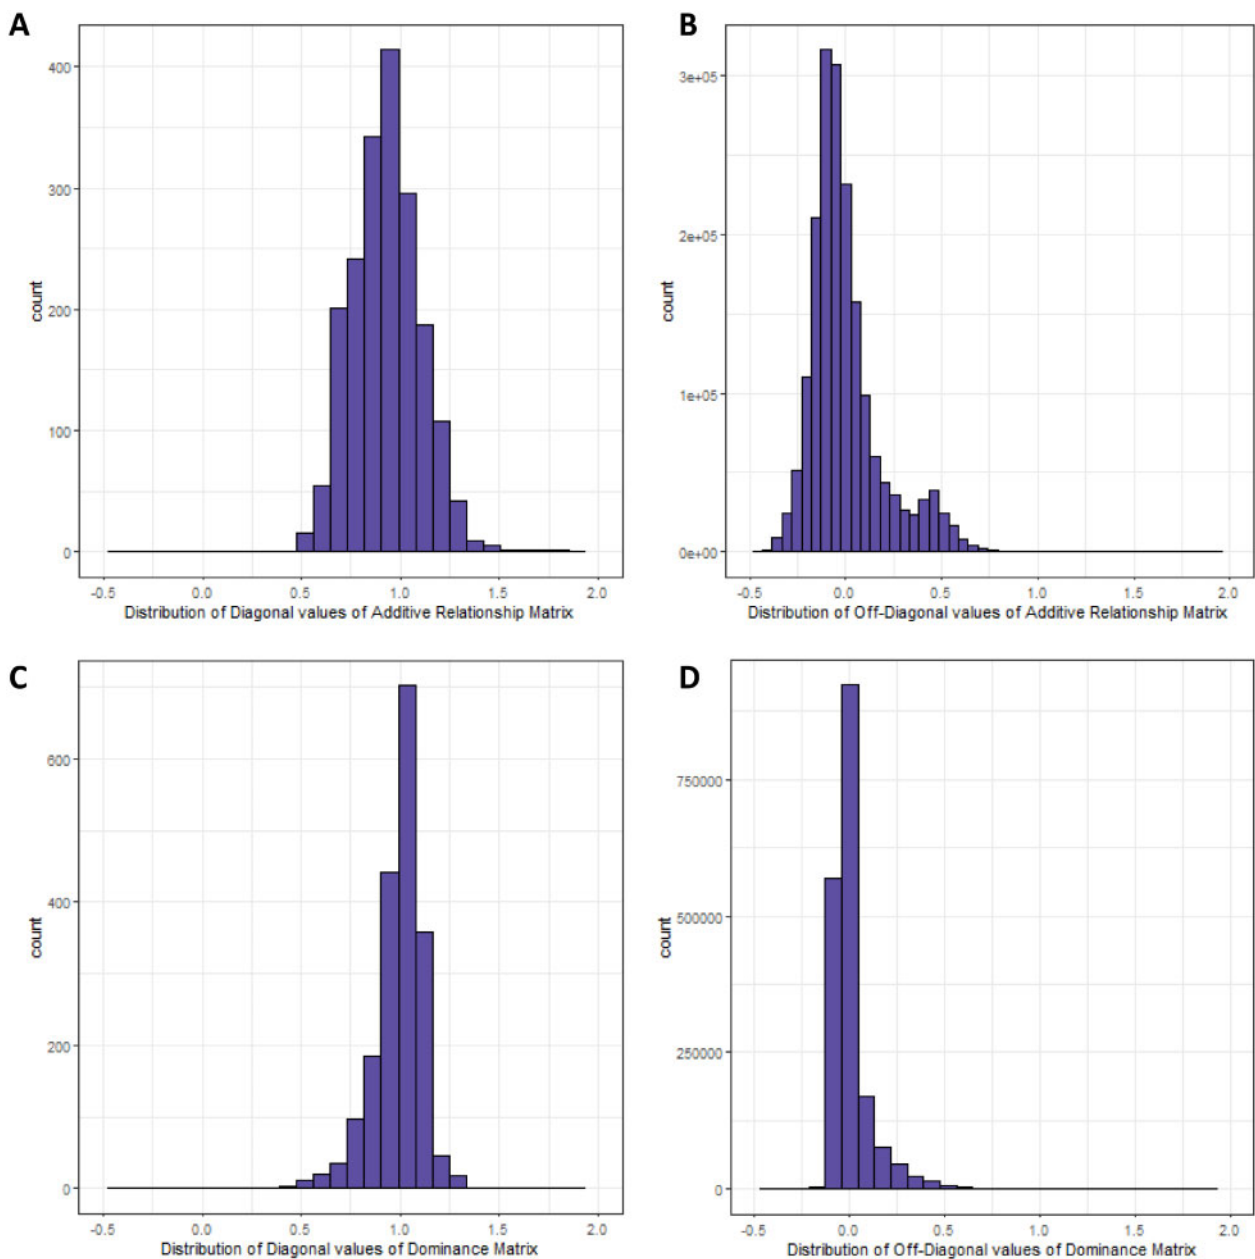 A
400
300
200
100
0
count
-0.5 0.0 0.5 1.0 1.5 2.0
Distribution of Diagonal values of Additive Relationship Matrix
B
3e+05
2e+05
1e+05
0e+00
count
-0.5 0.0 0.5 1.0 1.5 2.0
Distribution of Off-Diagonal values of Additive Relationship Matrix
C
600
400
200
0
count
-0.5 0.0 0.5 1.0 1.5 2.0
Distribution of Diagonal values of Dominance Matrix
D
750000
500000
250000
0
count
-0.5 0.0 0.5 1.0 1.5 2.0
Distribution of Off-Diagonal values of Dominance Matrix